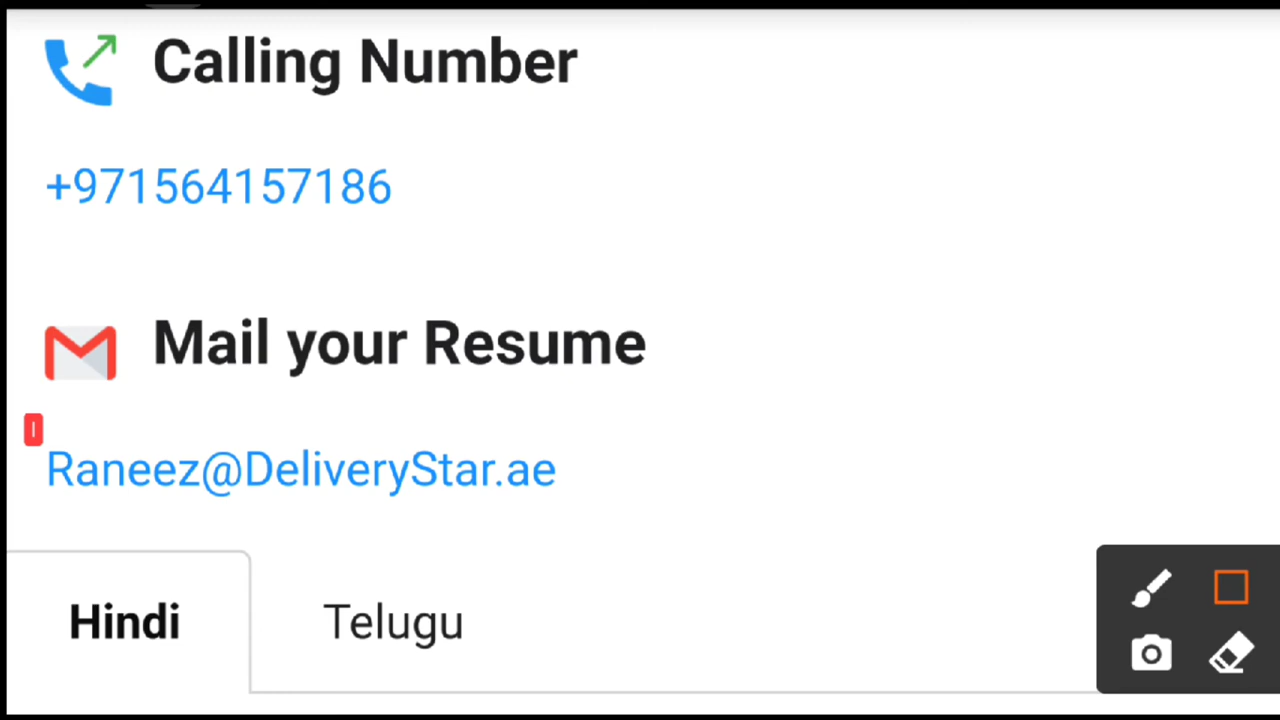 Calling Number
+971564157186
Mail your Resume
Raneez@DeliveryStar.ae
Hindi
Telugu